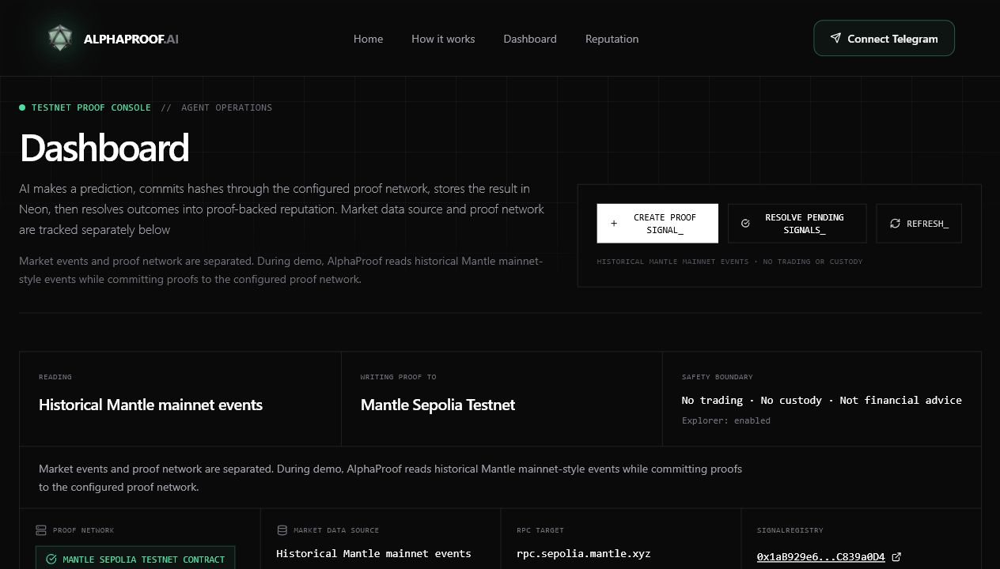 ALPHAPROOF.AI
Home
How it works
Dashboard
Reputation
Connect Telegram
TESTNET PROOF CONSOLE // AGENT OPERATIONS
Dashboard
AI makes a prediction, commits hashes through the configured proof network, stores the result in
Neon, then resolves outcomes into proof-backed reputation. Market data source and proof network
are tracked separately below
Market events and proof network are separated. During demo, AlphaProof reads historical Mantle mainnet-
style events while committing proofs to the configured proof network.
+ CREATE PROOF
SIGNAL_
RESOLVE PENDING
SIGNALS_
REFRESH_
HISTORICAL MANTLE MAINNET EVENTS · NO TRADING OR CUSTODY
READING
Historical Mantle mainnet events
WRITING PROOF TO
Mantle Sepolia Testnet
SAFETY BOUNDARY
No trading · No custody · Not financial advice
Explorer: enabled
Market events and proof network are separated. During demo, AlphaProof reads historical Mantle mainnet-style events while committing proofs
to the configured proof network.
PROOF NETWORK
MANTLE SEPOLIA TESTNET CONTRACT
MARKET DATA SOURCE
Historical Mantle mainnet events
RPC TARGET
rpc.sepolia.mantle.xyz
SIGNALREGISTRY
0x1aB929e6...C839a0D4